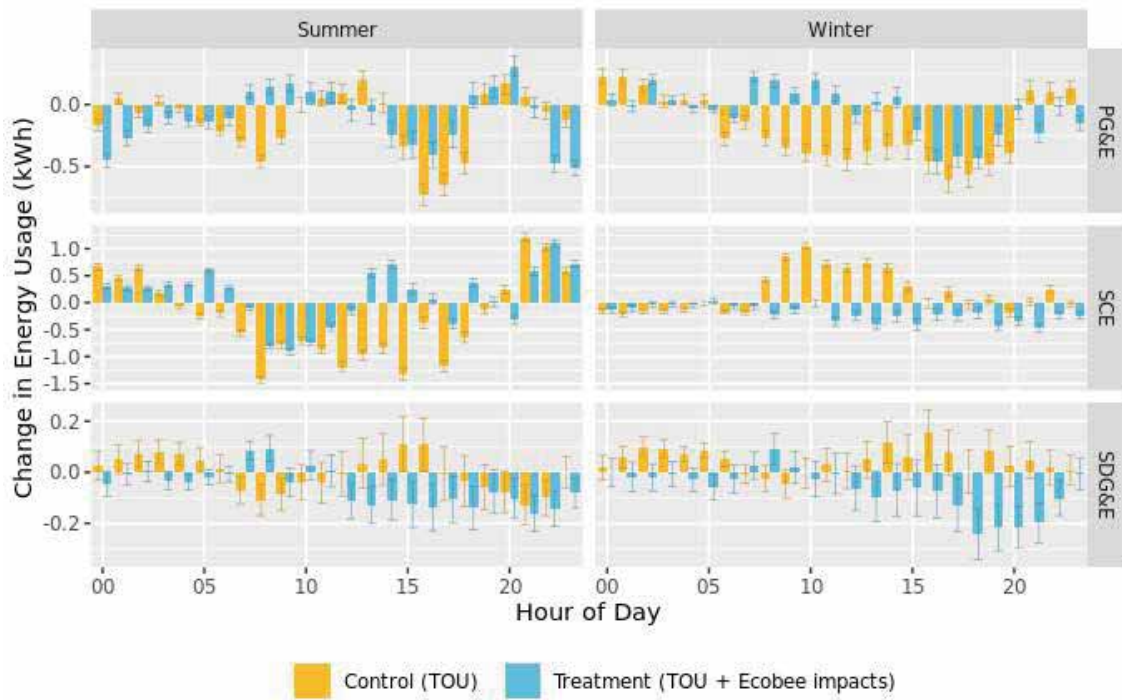 Summer Winter
0.0
-0.5
PG&E
1.0
0.5
0.0
-0.5
-1.0
-1.5
SCE
0.2
0.0
-0.2
SDG&E
Change in Energy Usage (kWh)
00 05 10 15 20 00 05 10 15 20
Hour of Day
Control (TOU) Treatment (TOU + Ecobee impacts)